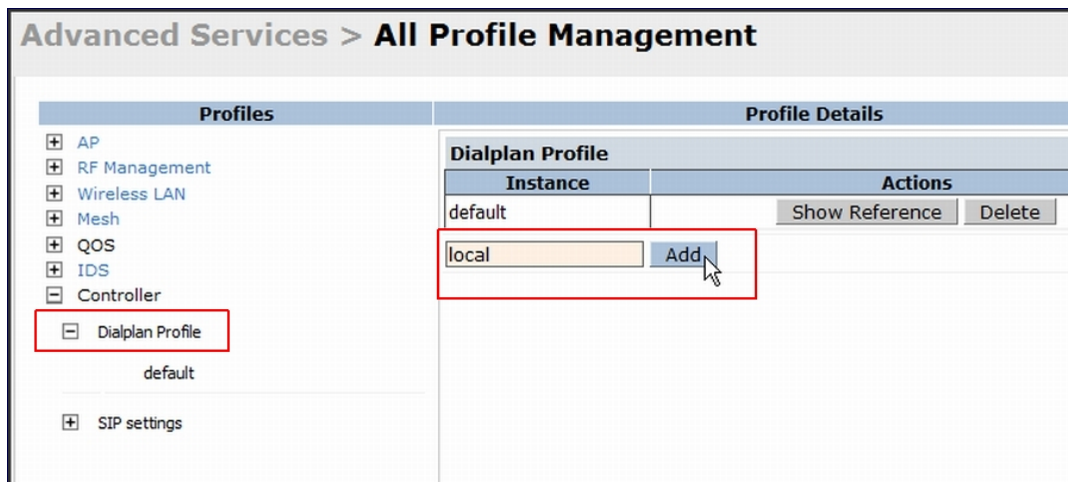 Advanced Services > All Profile Management
Profiles
AP
RF Management
Wireless LAN
Mesh
QOS
IDS
Controller
Dialplan Profile
default
SIP settings
Profile Details
Dialplan Profile
Instance Actions
default Show Reference Delete
local Add